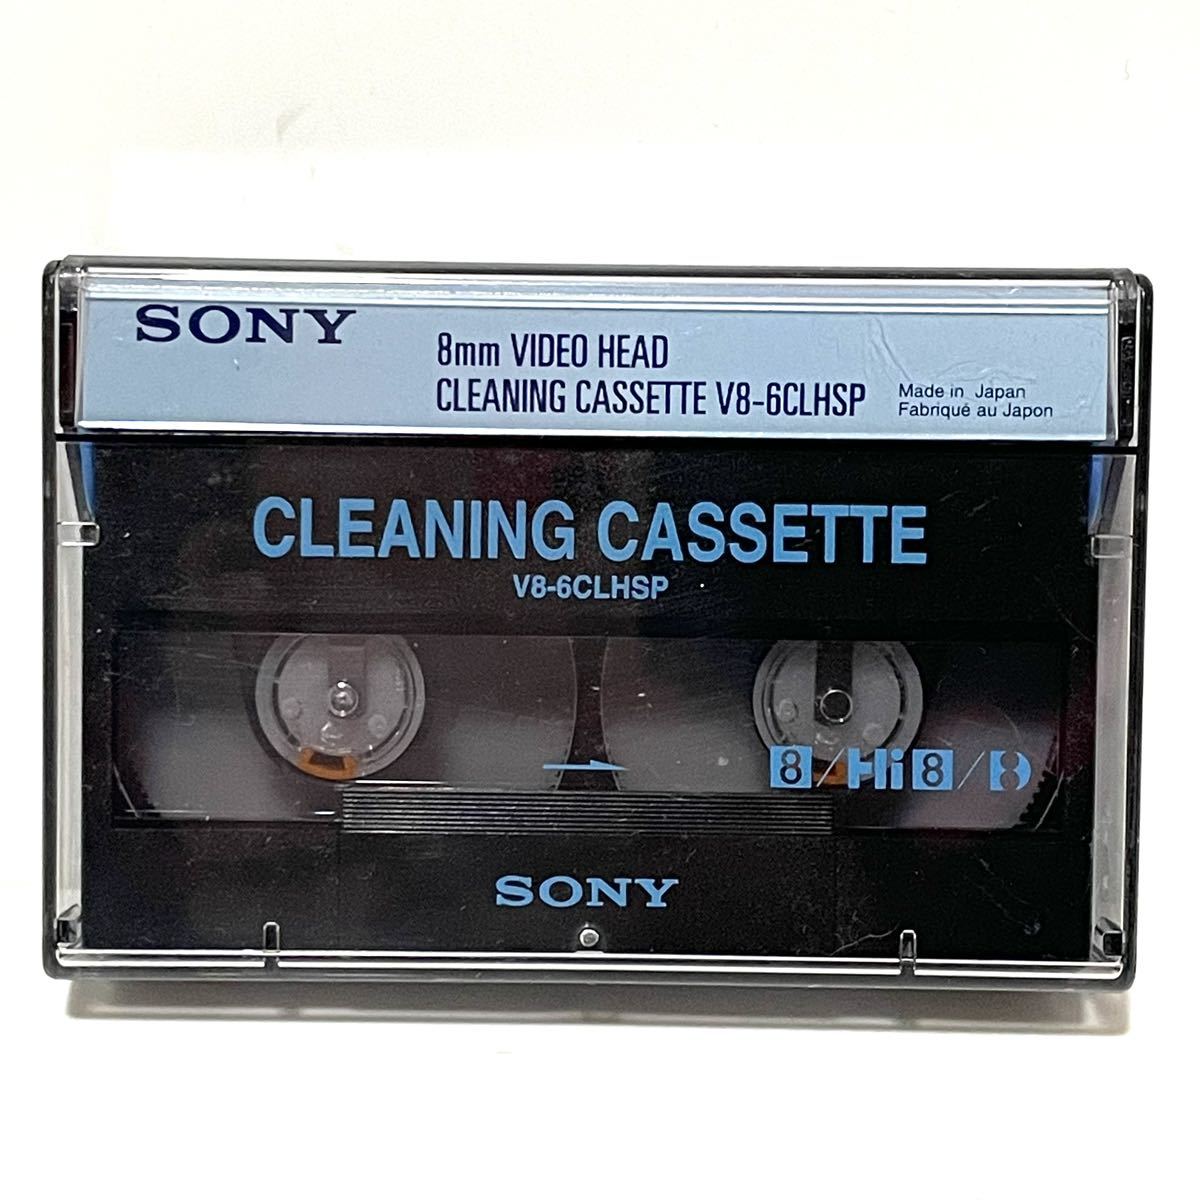 SONY
8mm VIDEO HEAD
CLEANING CASSETTE V8-6CLHSP
Made in Japan
Fabriqué au Japon
CLEANING CASSETTE
V8-6CLHSP
8/Hi8/D8
SONY